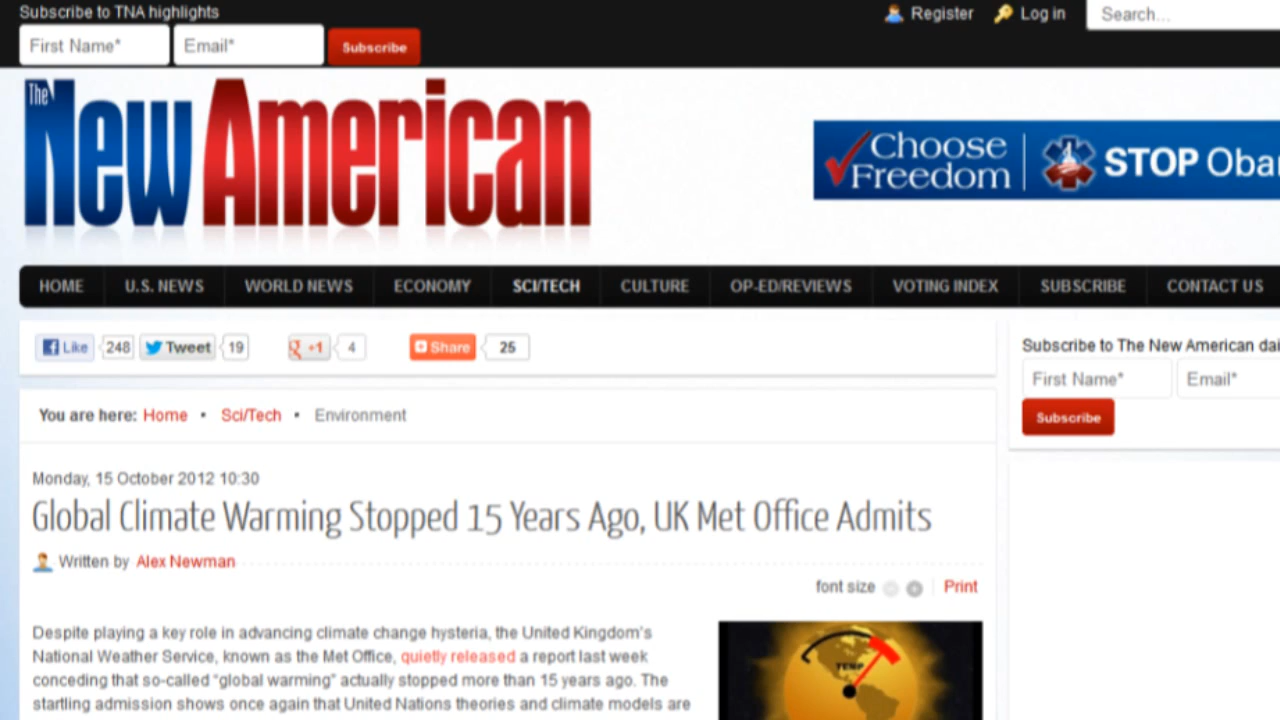 Subscribe to TNA highlights
Register
Log in
Search...
First Name*
Email*
Subscribe
The New American
Choose Freedom
STOP
HOME
U.S. NEWS
WORLD NEWS
ECONOMY
SCI/TECH
CULTURE
OP-ED/REVIEWS
VOTING INDEX
SUBSCRIBE
CONTACT US
Like
248
Tweet
19
+1
4
Share
25
Subscribe to The New American
First Name*
Email*
Subscribe
You are here: Home • Sci/Tech • Environment
Monday, 15 October 2012 10:30
Global Climate Warming Stopped 15 Years Ago, UK Met Office Admits
Written by Alex Newman
font size
Print
Despite playing a key role in advancing climate change hysteria, the United Kingdom's
National Weather Service, known as the Met Office, quietly released a report last week
conceding that so-called "global warming" actually stopped more than 15 years ago. The
startling admission shows once again that United Nations theories and climate models are
TEMP